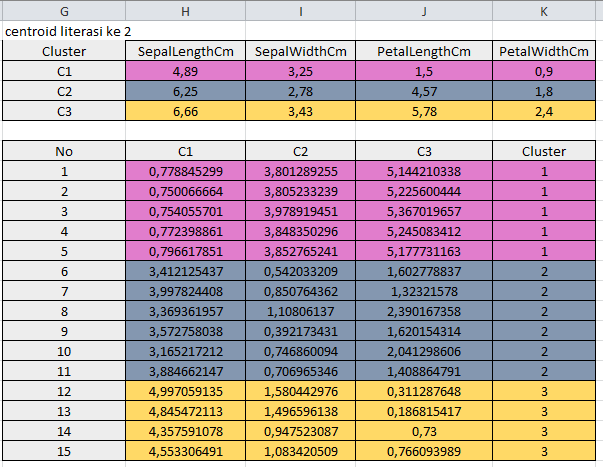 G H I J K
centroid literasi ke 2
Cluster SepalLengthCm SepalWidthCm PetalLengthCm PetalWidthCm
C1 4,89 3,25 1,5 0,9
C2 6,25 2,78 4,57 1,8
C3 6,66 3,43 5,78 2,4
No C1 C2 C3 Cluster
1 0,778845299 3,801289255 5,144210338 1
2 0,750066664 3,805233239 5,225600444 1
3 0,754055701 3,978919451 5,367019657 1
4 0,772398861 3,848350296 5,245083412 1
5 0,796617851 3,852765241 5,177731163 1
6 3,412125437 0,542033209 1,602778837 2
7 3,997824408 0,850764362 1,32321578 2
8 3,369361957 1,10806137 2,390167358 2
9 3,572758038 0,392173431 1,620154314 2
10 3,165217212 0,746860094 2,041298606 2
11 3,884662147 0,706965346 1,408864791 2
12 4,997059135 1,580442976 0,311287648 3
13 4,845472113 1,496596138 0,186815417 3
14 4,357591078 0,947523087 0,73 3
15 4,553306491 1,083420509 0,766093989 3